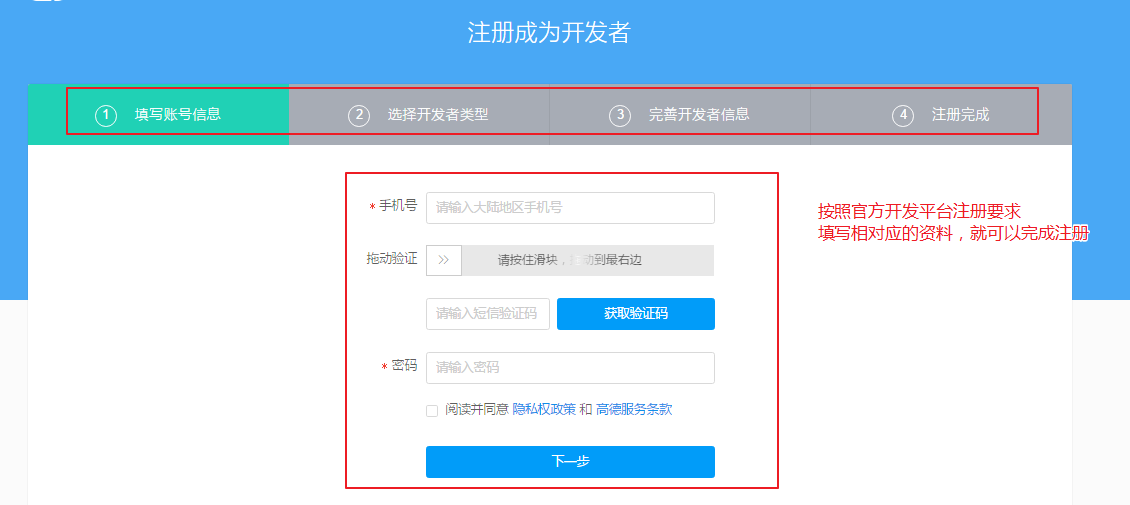 注册成为开发者
1 填写账号信息 2 选择开发者类型 3 完善开发者信息 4 注册完成
* 手机号 请输入大陆地区手机号
按照官方开发平台注册要求
填写相对应的资料，就可以完成注册
拖动验证 >> 请按住滑块，拖动到最右边
请输入短信验证码 获取验证码
* 密码 请输入密码
阅读并同意 隐私权政策 和 高德服务条款
下一步